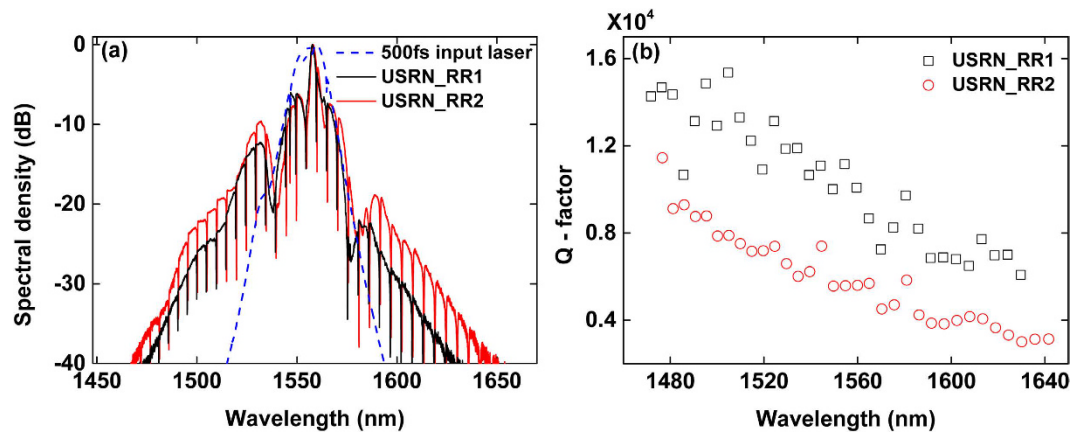 (a)
500fs input laser
USRN_RR1
USRN_RR2
Spectral density (dB)
0
-10
-20
-30
-40
1450 1500 1550 1600 1650
Wavelength (nm)
X10⁴
(b)
USRN_RR1
USRN_RR2
Q - factor
1.6
1.2
0.8
0.4
1480 1520 1560 1600 1640
Wavelength (nm)